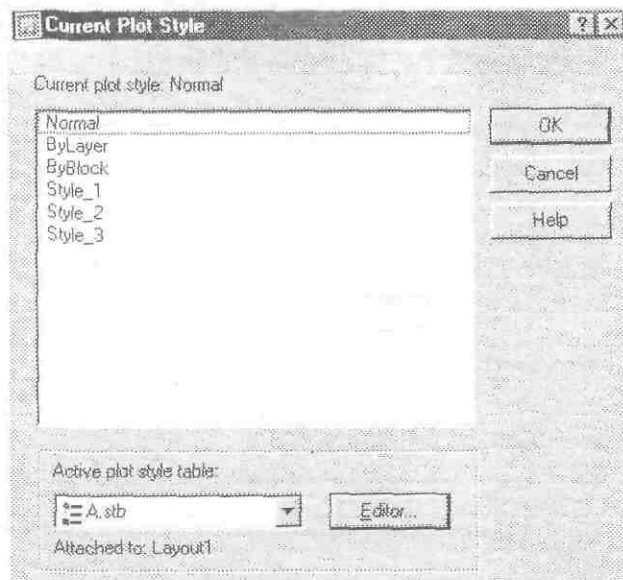 Current Plot Style
Current plot style: Normal
Normal
ByLayer
ByBlock
Style_1
Style_2
Style_3
OK
Cancel
Help
Active plot style table:
A.stb
Editor...
Attached to: Layout1